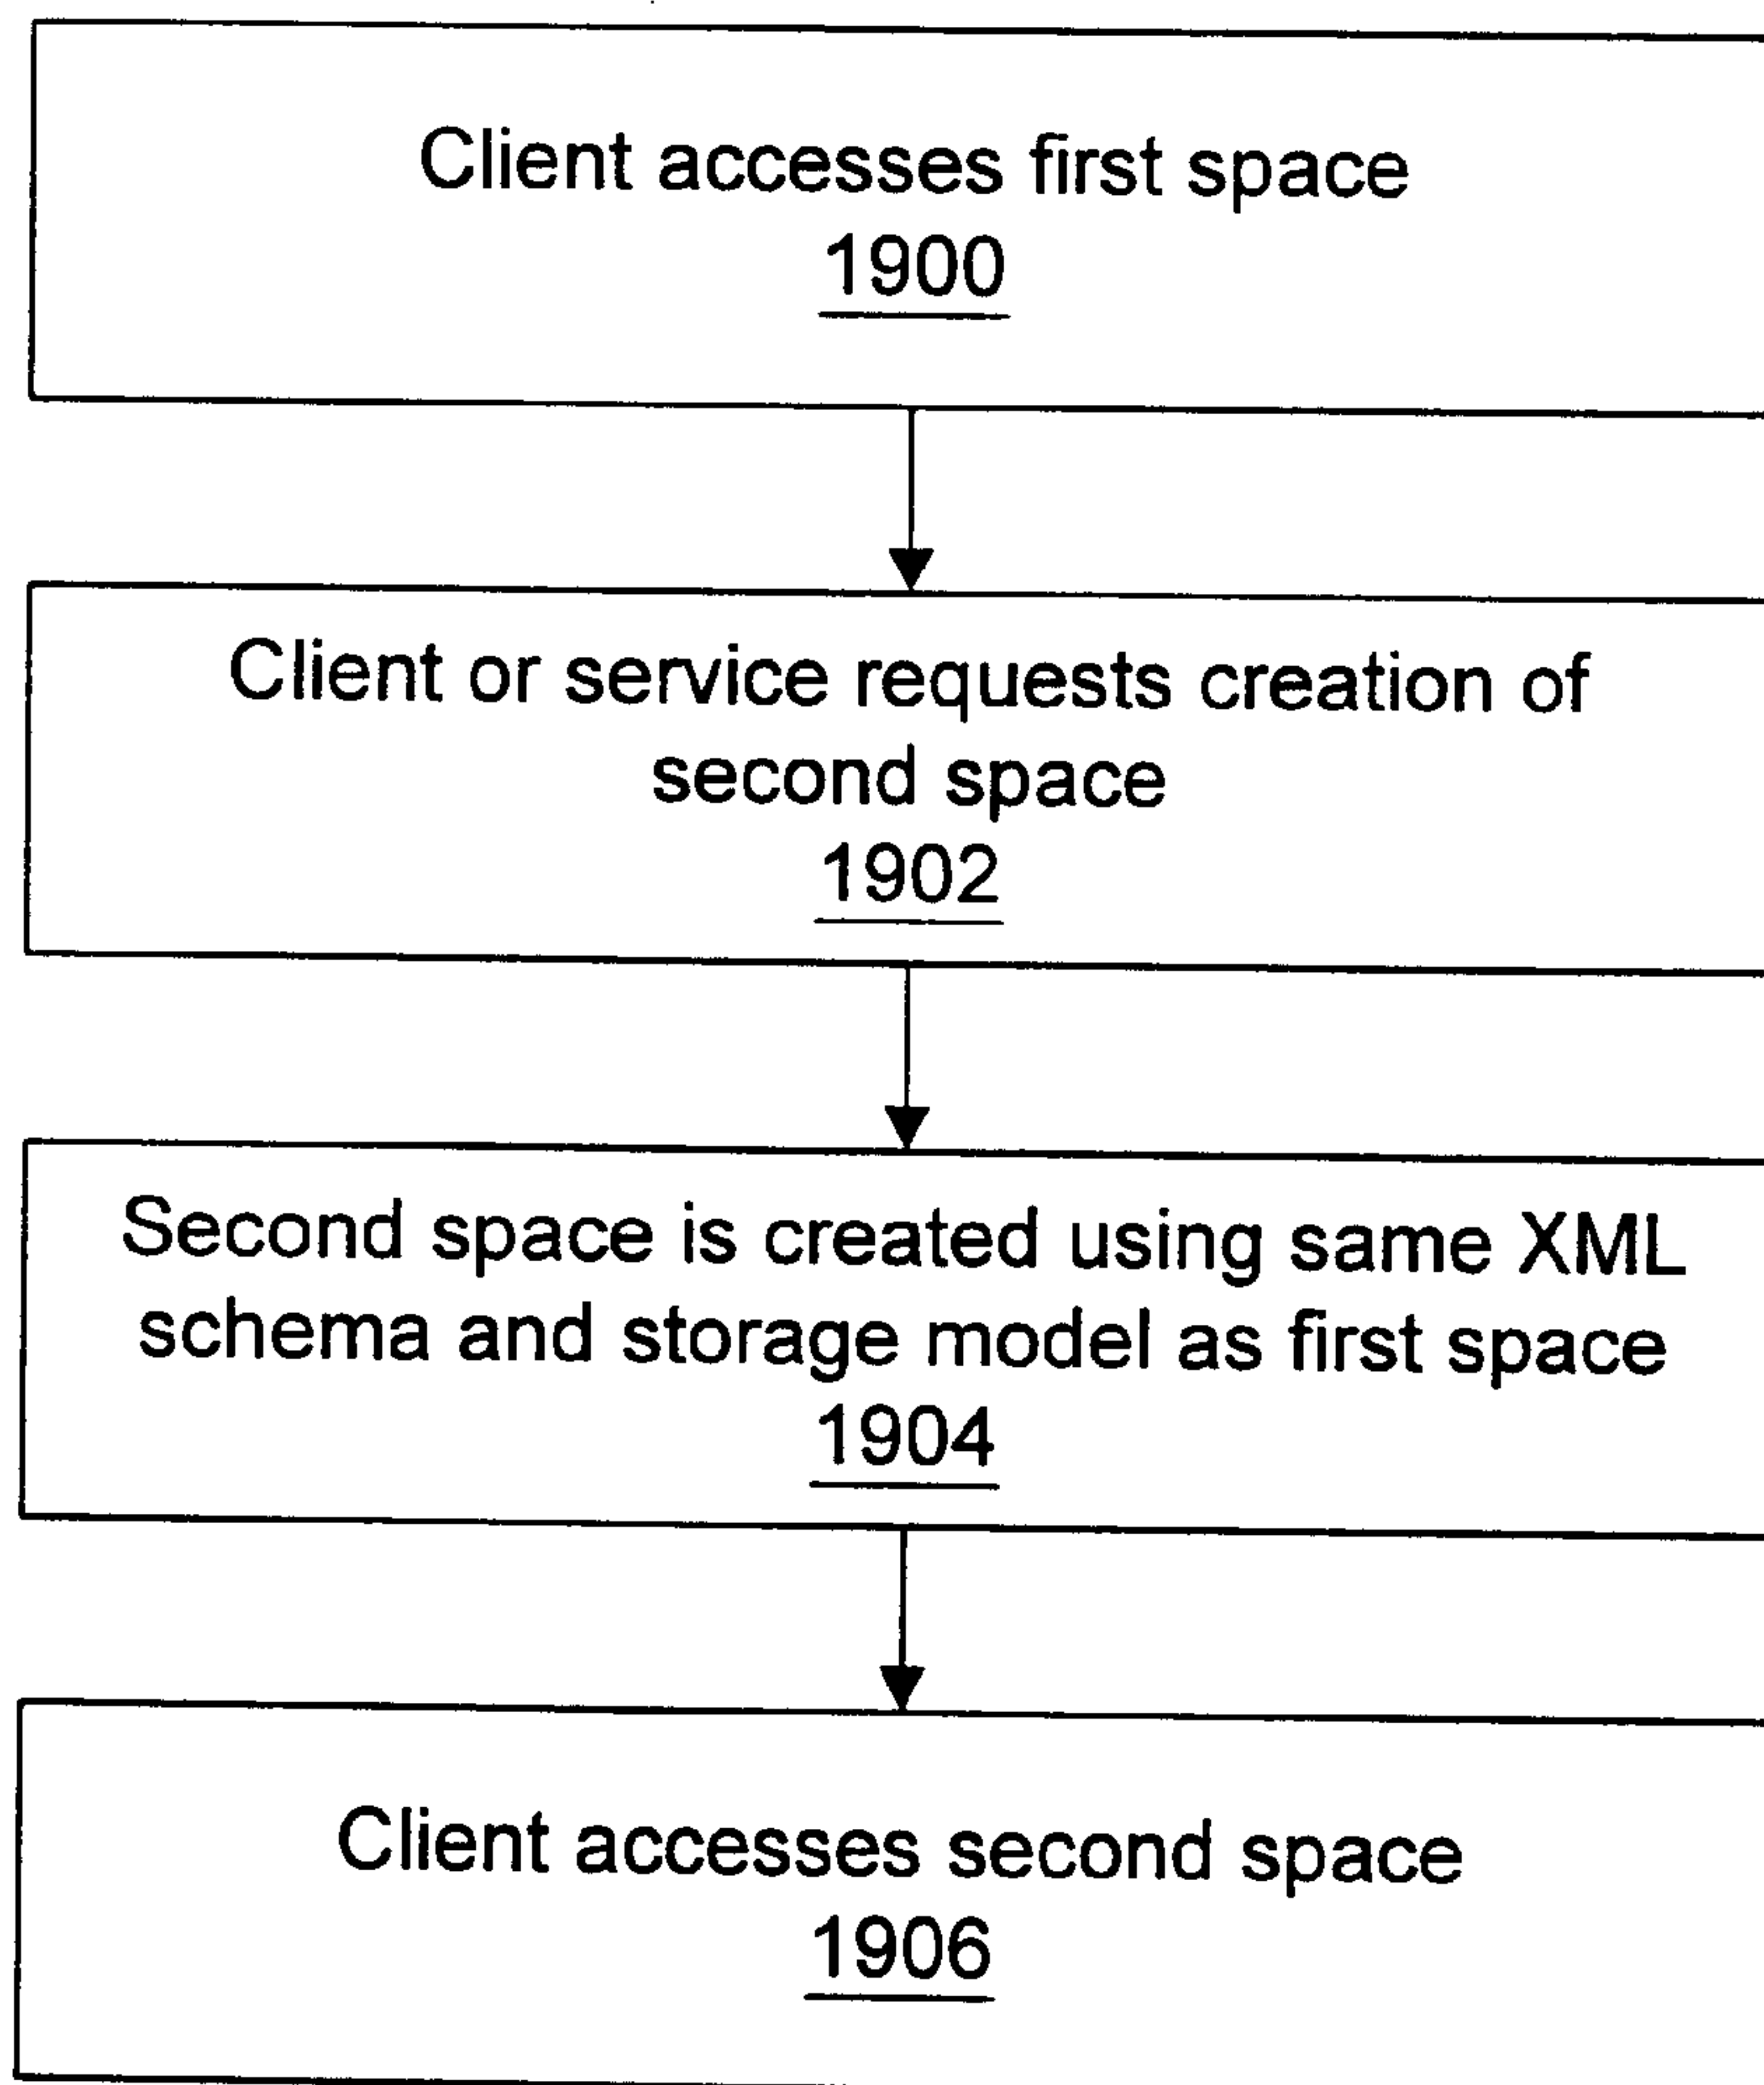 Client accesses first space
1900
Client or service requests creation of
second space
1902
Second space is created using same XML
schema and storage model as first space
1904
Client accesses second space
1906